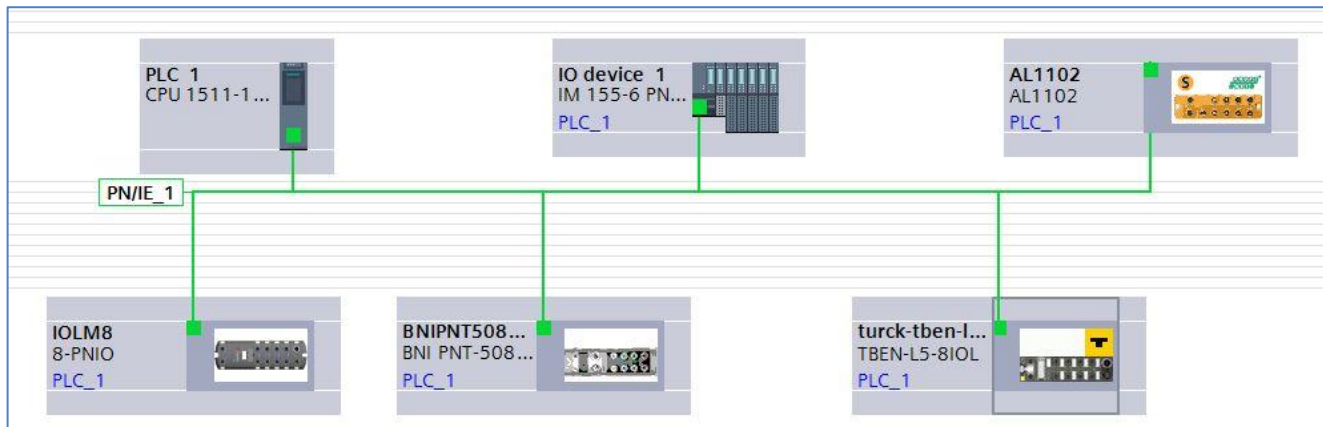 PLC_1
CPU 1511-1...
IO device_1
IM 155-6 PN...
PLC_1
AL1102
AL1102
PLC_1
PN/IE_1
IOLM8
8-PNIO
PLC_1
BNIPNT508...
BNI PNT-508...
PLC_1
turck-tben-l...
TBEN-L5-8IOL
PLC_1